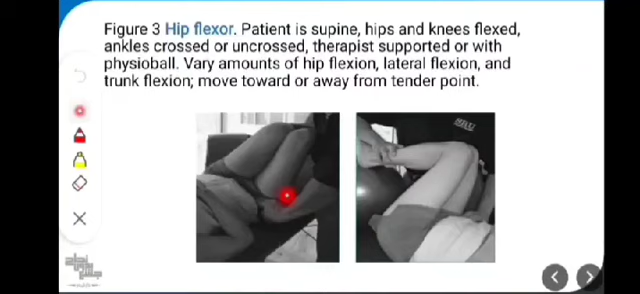 Figure 3 Hip flexor. Patient is supine, hips and knees flexed,
ankles crossed or uncrossed, therapist supported or with
physioball. Vary amounts of hip flexion, lateral flexion, and
trunk flexion; move toward or away from tender point.